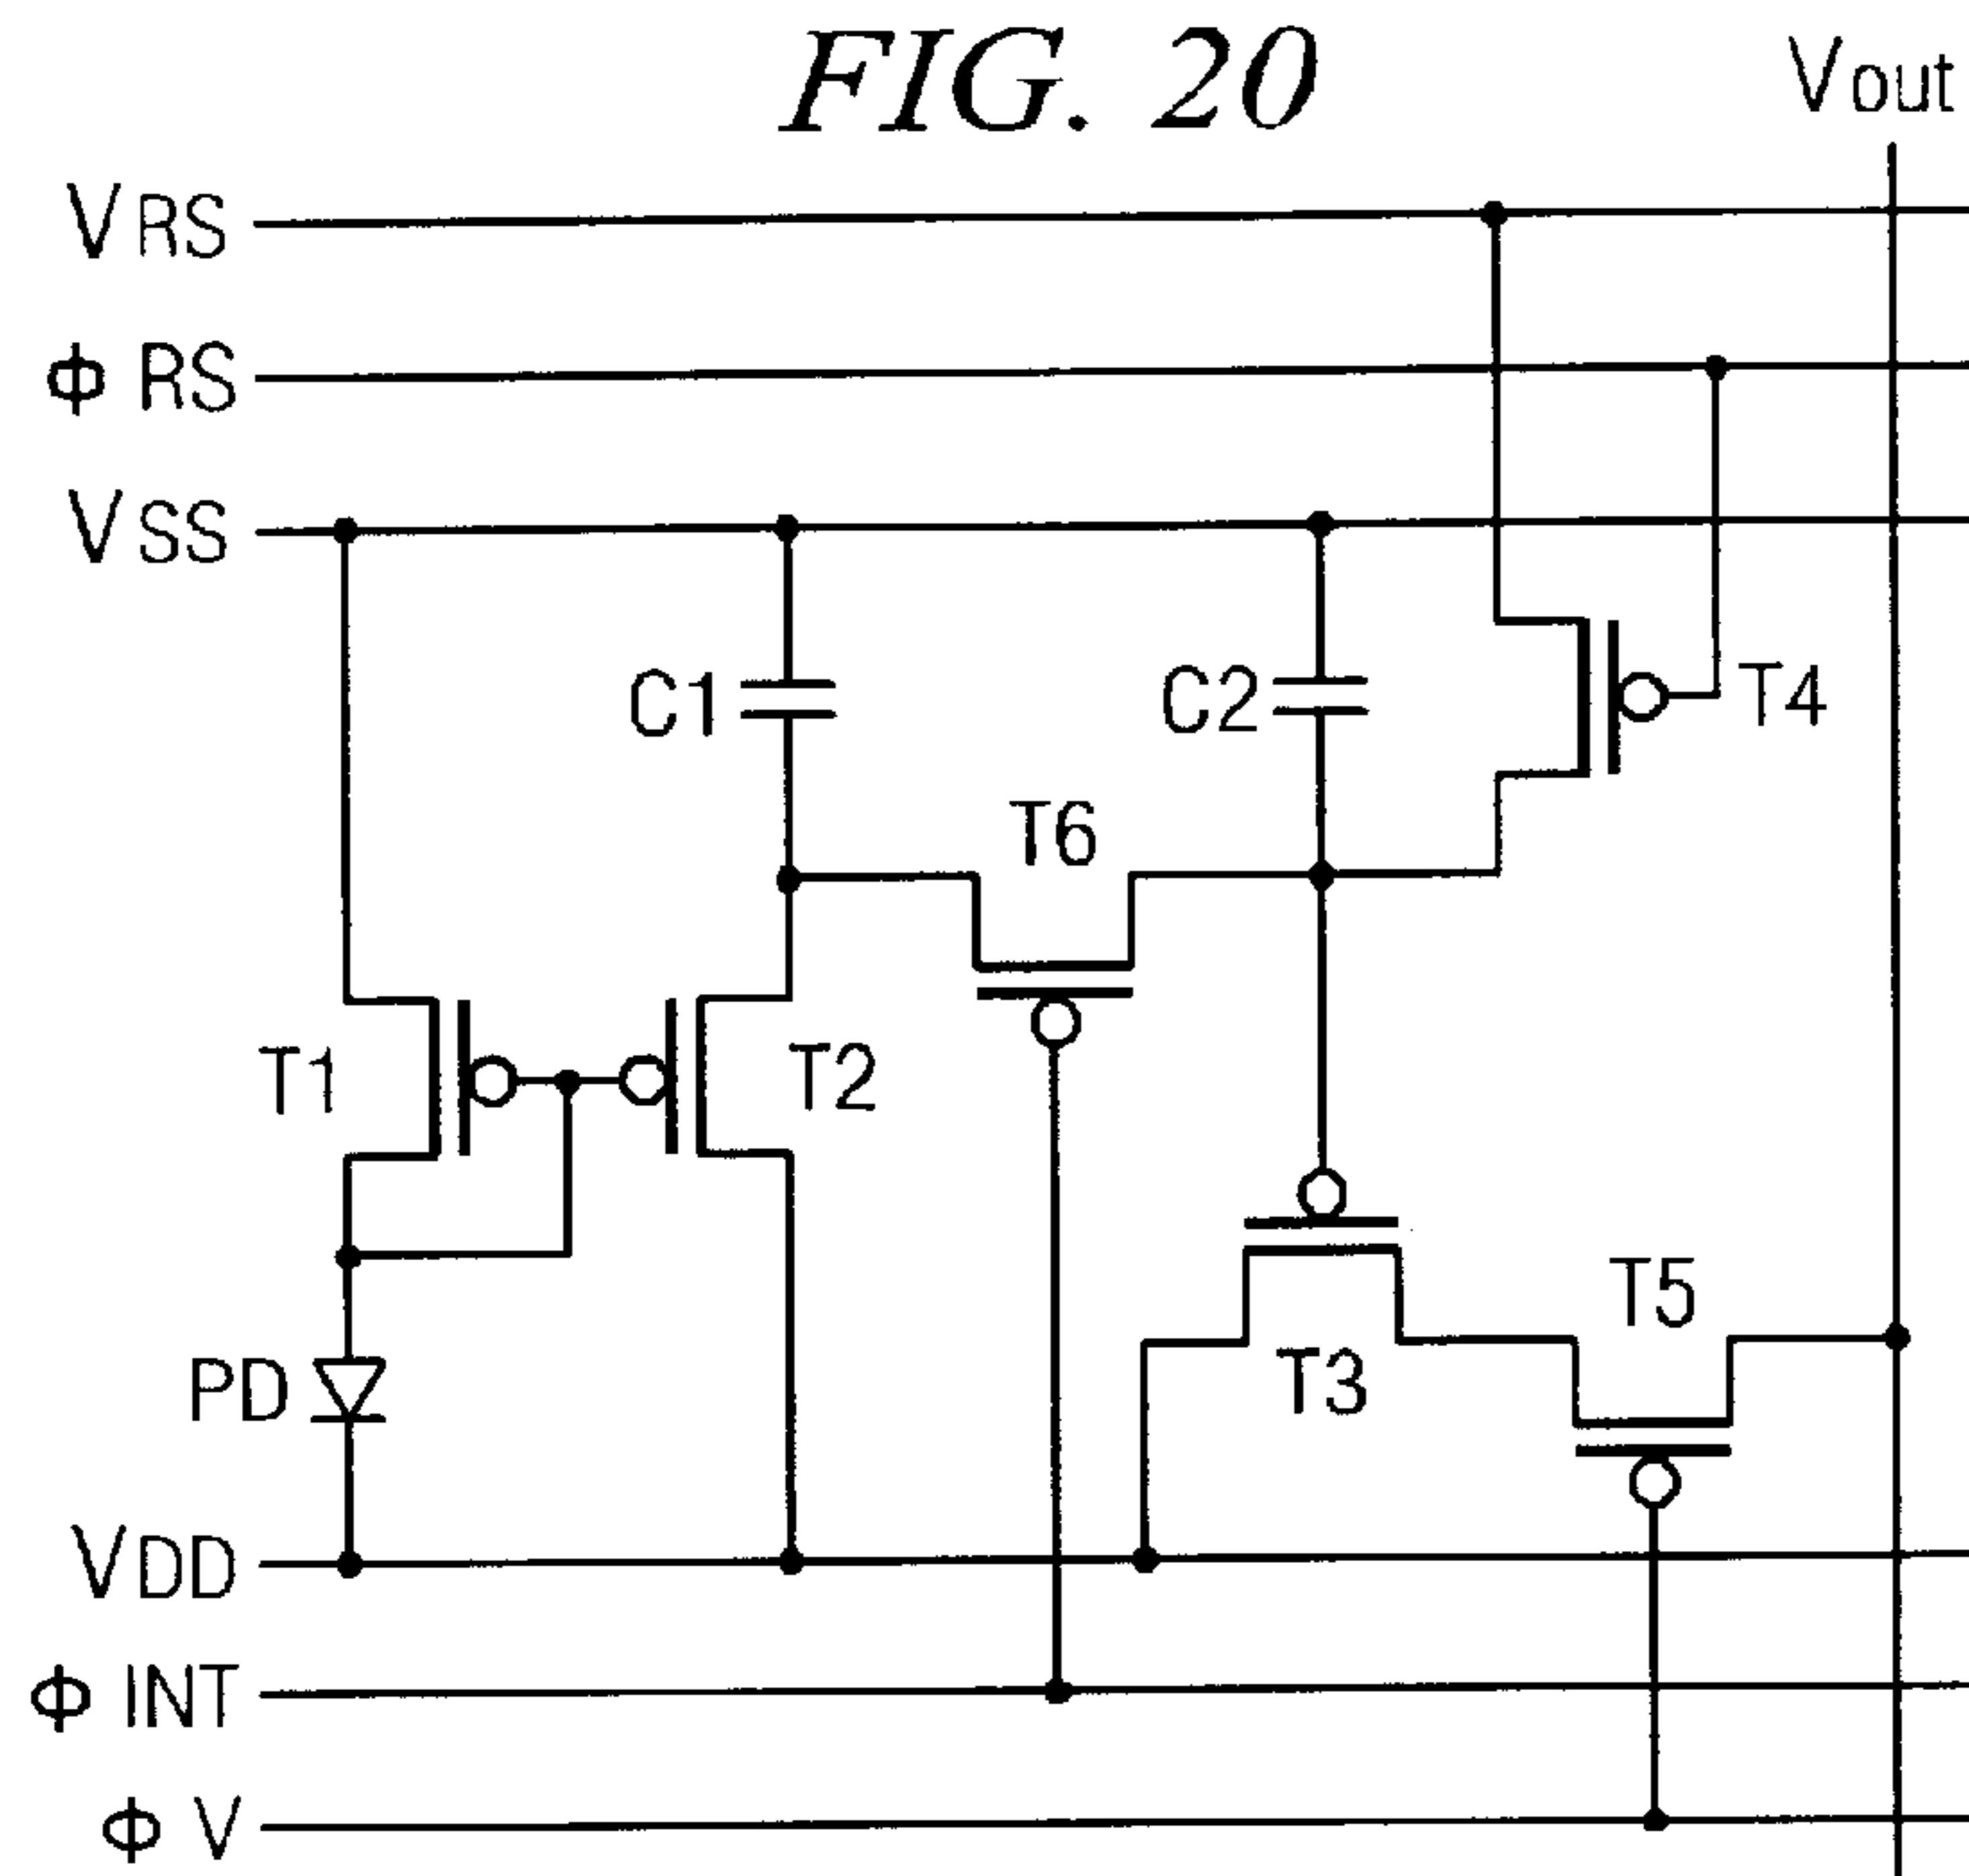 FIG. 20
Vout
VRS
ϕ RS
VSS
C1
C2
T4
T6
T1
T2
T5
T3
PD
VDD
ϕ INT
ϕ V